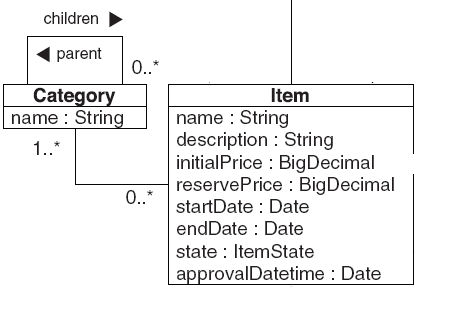 children ▶
◀ parent
0..*
Category
name : String
1..*
0..*
Item
name : String
description : String
initialPrice : BigDecimal
reservePrice : BigDecimal
startDate : Date
endDate : Date
state : ItemState
approvalDatetime : Date